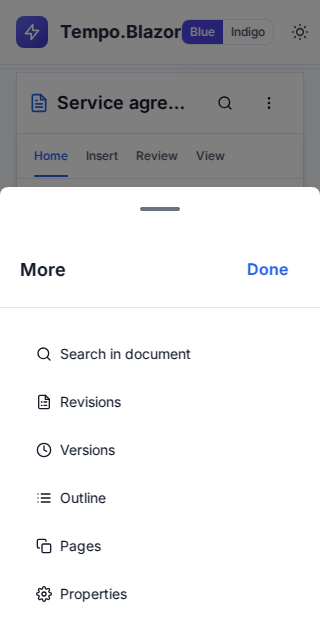 Tempo.Blazor Blue Indigo
Service agre...
Home Insert Review View
More Done
Search in document
Revisions
Versions
Outline
Pages
Properties